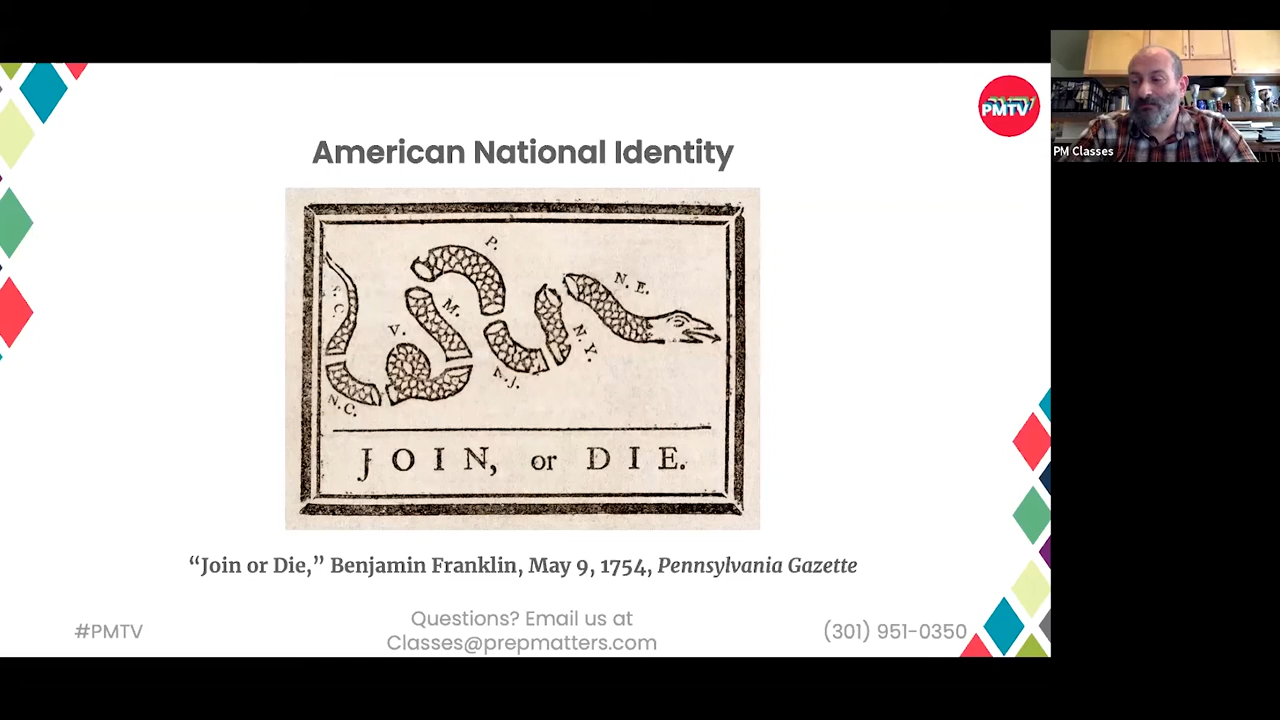 PMTV
PM Classes
American National Identity
P.
N. E.
S. C.
M.
V.
N. Y.
N. J.
N. C.
JOIN, or DIE.
“Join or Die,” Benjamin Franklin, May 9, 1754, Pennsylvania Gazette
#PMTV
Questions? Email us at
Classes@prepmatters.com
(301) 951-0350